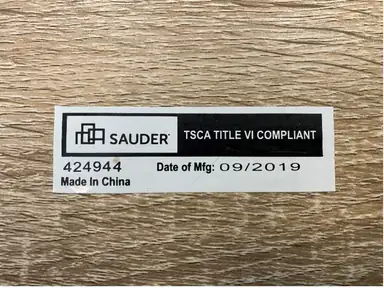 SAUDER® TSCA TITLE VI COMPLIANT
424944 Date of Mfg: 09/2019
Made In China